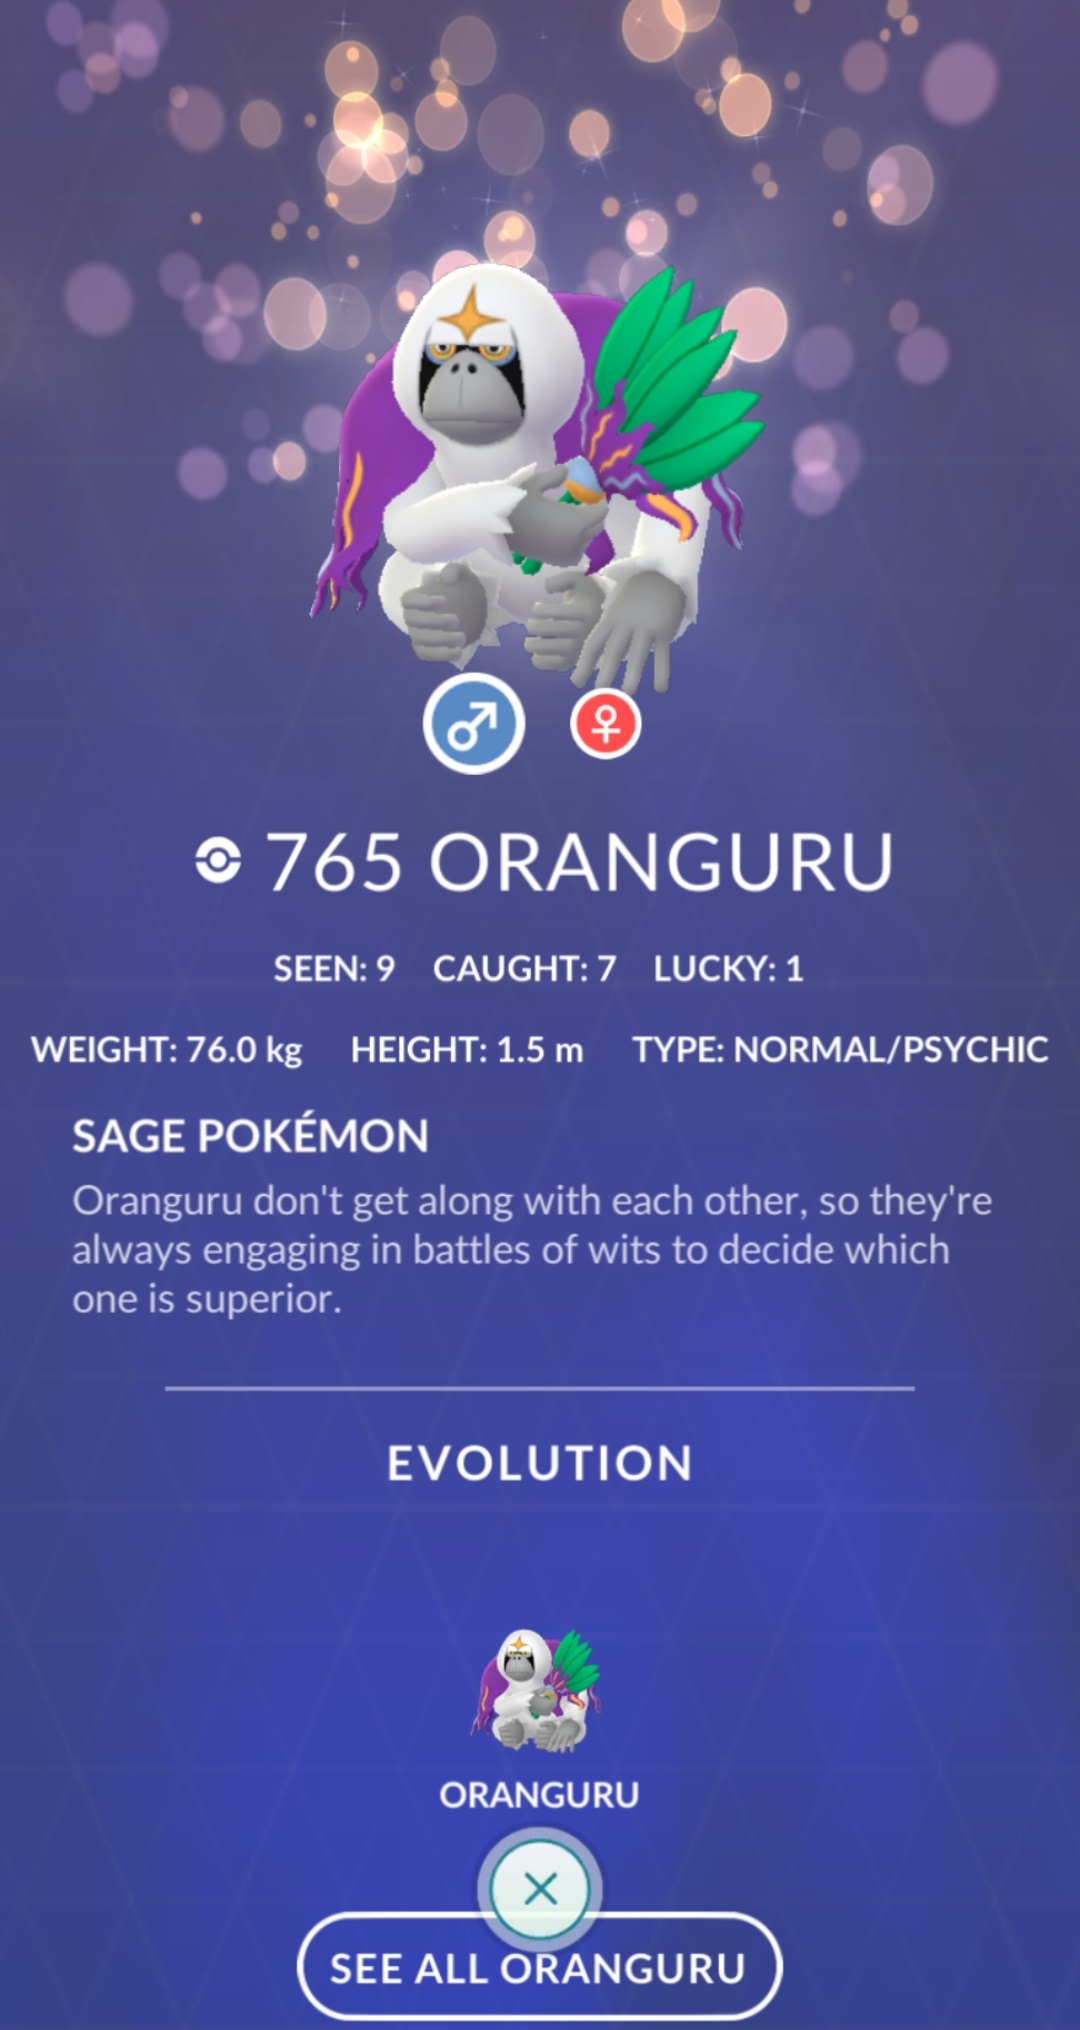 765 ORANGURU
SEEN: 9 CAUGHT: 7 LUCKY: 1
WEIGHT: 76.0 kg HEIGHT: 1.5 m TYPE: NORMAL/PSYCHIC
SAGE POKÉMON
Oranguru don't get along with each other, so they're
always engaging in battles of wits to decide which
one is superior.
EVOLUTION
ORANGURU
SEE ALL ORANGURU